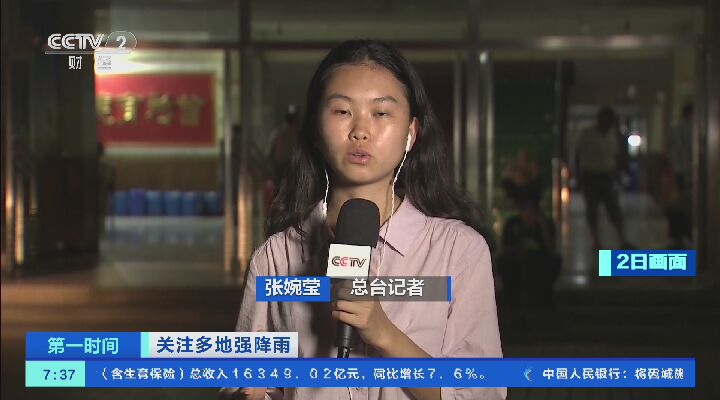 CCTV 2
财
CCTV
2日画面
张婉莹 总台记者
第一时间 关注多地强降雨
7:37 （含生育保险）总收入16349.02亿元，同比增长7.6%。 中国人民银行：将砀城